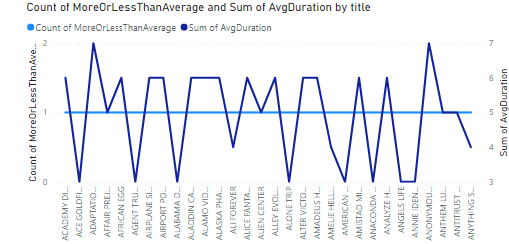 Count of MoreOrLessThanAverage and Sum of AvgDuration by title
Count of MoreOrLessThanAverage Sum of AvgDuration
Count of MoreOrLessThanAve...
2
1
0
7
6
5
4
3
Sum of AvgDuration
ACADEMY DI...
ACE GOLDFI...
ADAPTATIO...
AFFAIR PREJ...
AFRICAN EGG
AGENT TRU...
AIRPLANE SI...
AIRPORT PO...
ALABAMA D...
ALADDIN CA...
ALAMO VID...
ALASKA PHA...
ALI FOREVER
ALICE FANTA...
ALIEN CENTER
ALLEY EVOL...
ALONE TRIP
ALTER VICTO...
AMADEUS H...
AMELIE HELL...
AMERICAN ...
AMISTAD MI...
ANACONDA ...
ANALYZE H...
ANGELS LIFE
ANNIE IDEN...
ANONYMOU...
ANTHEM LU...
ANTITRUST ...
ANYTHING S...